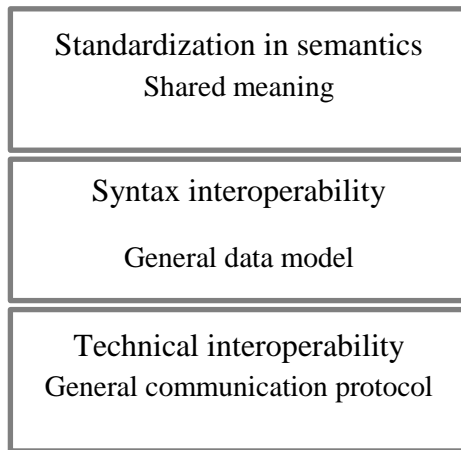 Standardization in semantics
Shared meaning
Syntax interoperability
General data model
Technical interoperability
General communication protocol